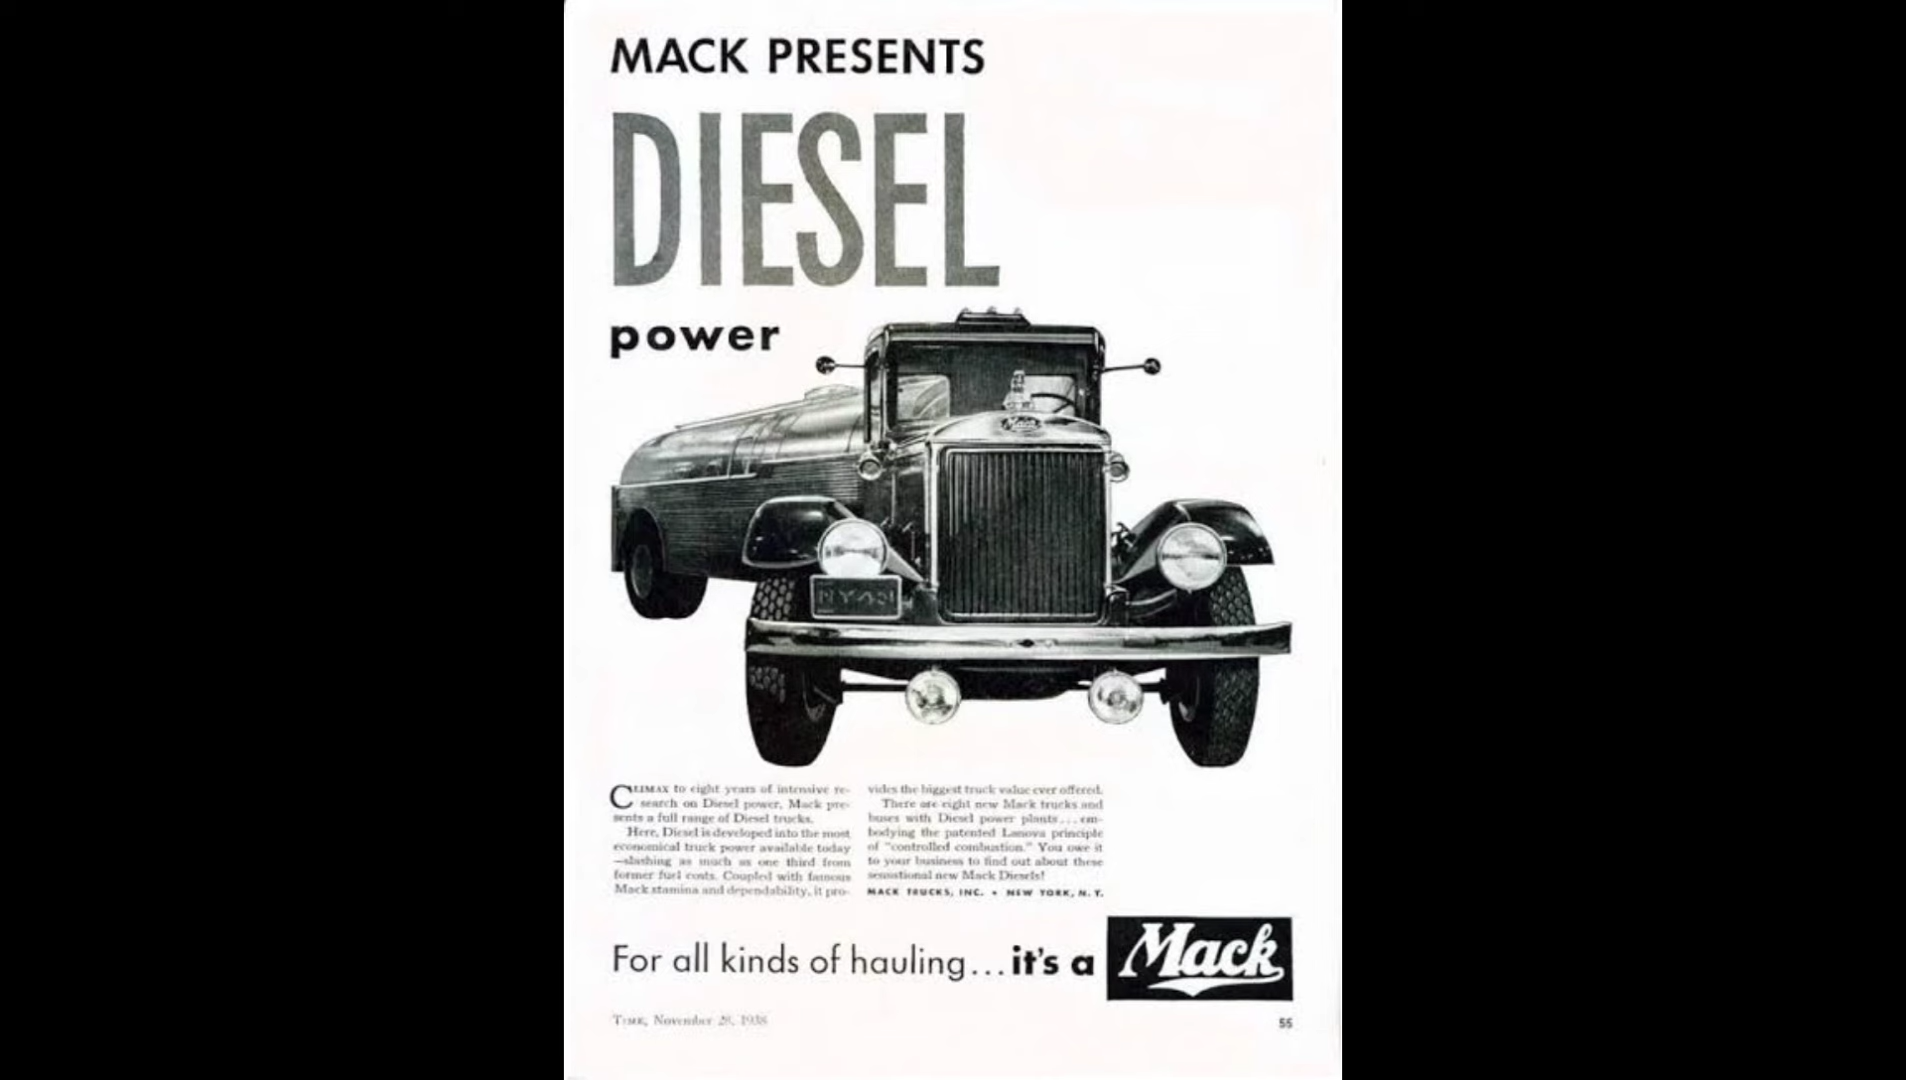 MACK PRESENTS
DIESEL
power
Mack
CLIMAX to eight years of intensive re-
search on Diesel power, Mack pre-
sents a full range of Diesel trucks.
Here, Diesel is developed into the most
economical truck power available today
—slashing as much as one third from
former fuel costs. Coupled with famous
Mack stamina and dependability, it pro-
vides the biggest truck value ever offered.
There are eight new Mack trucks and
buses with Diesel power plants... em-
bodying the patented Lanova principle
of "controlled combustion." You owe it
to your business to find out about these
sensational new Mack Diesels!
MACK TRUCKS, INC. • NEW YORK, N. Y.
For all kinds of hauling... it's a Mack
TIME, November 28, 1938
55